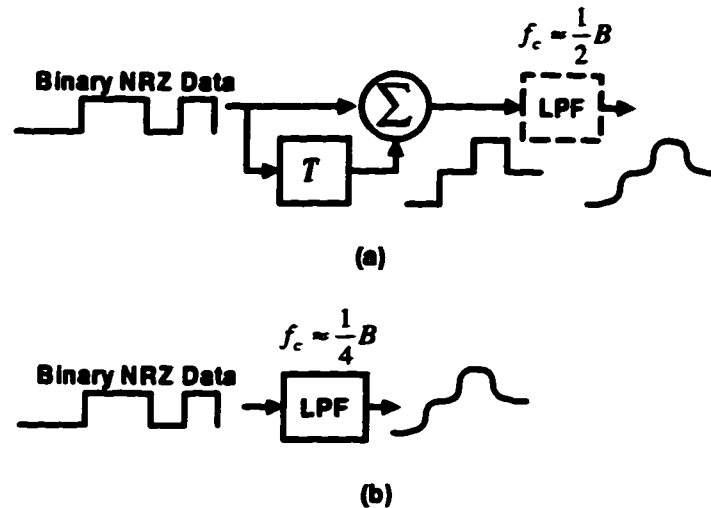 f_c ≈ 1/2 B
Binary NRZ Data
Σ
LPF
T
(a)
f_c ≈ 1/4 B
Binary NRZ Data
LPF
(b)